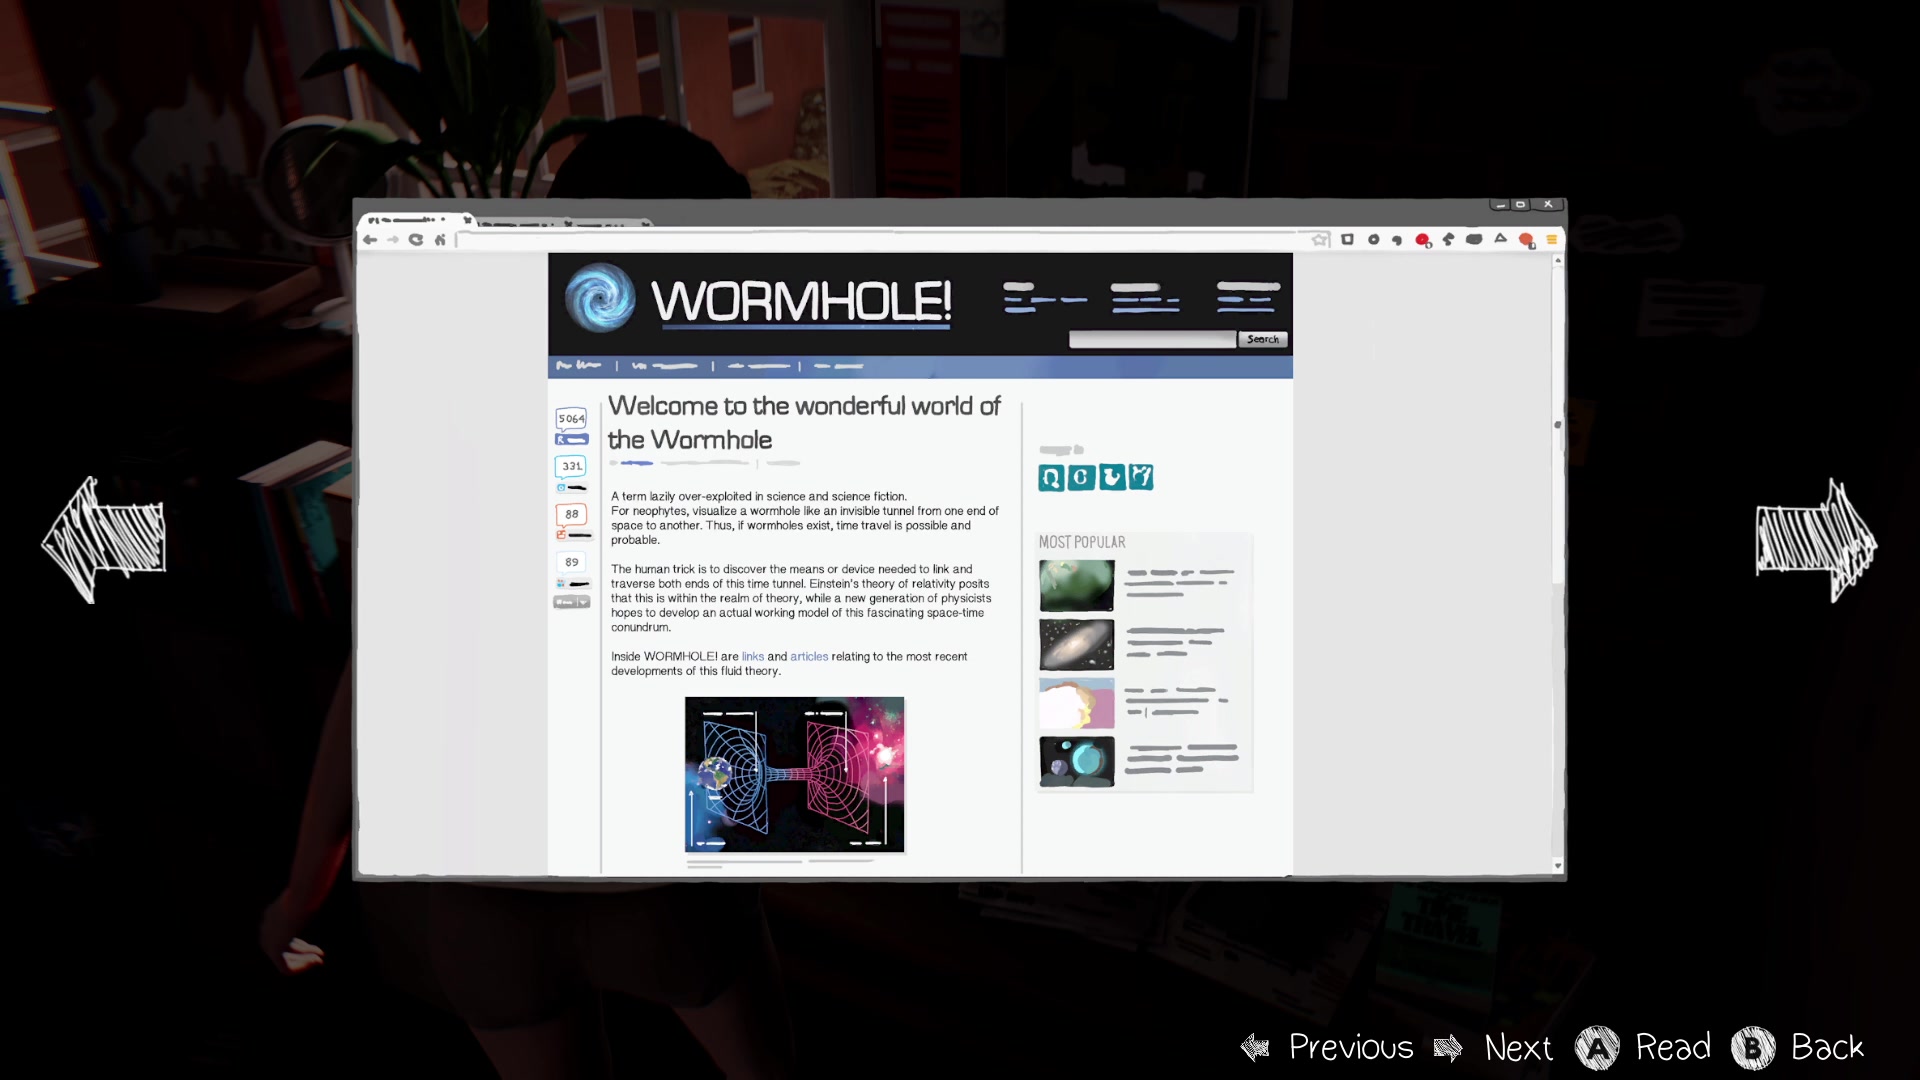 WORMHOLE!
Search
Welcome to the wonderful world of
the Wormhole
5064
331
88
89
A term lazily over-exploited in science and science fiction.
For neophytes, visualize a wormhole like an invisible tunnel from one end of
space to another. Thus, if wormholes exist, time travel is possible and
probable.
The human trick is to discover the means or device needed to link and
traverse both ends of this time tunnel. Einstein's theory of relativity posits
that this is within the realm of theory, while a new generation of physicists
hopes to develop an actual working model of this fascinating space-time
conundrum.
Inside WORMHOLE! are links and articles relating to the most recent
developments of this fluid theory.
MOST POPULAR
TIME
TRAVEL
Previous Next A Read B Back